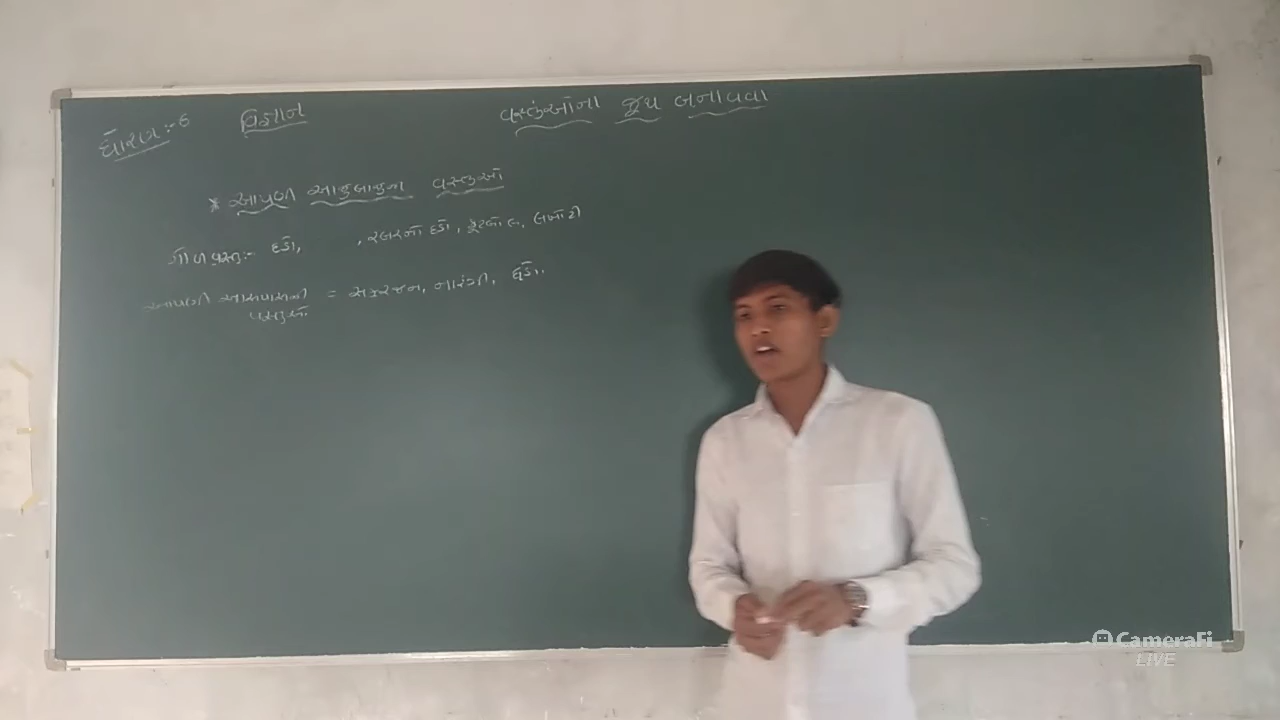 ધોરણ:- 6 વિજ્ઞાન વસ્તુઓના જૂથ બનાવવા
* આપણી આજુબાજુના વસ્તુઓ
ગોળ વસ્તુ:- દડો, , રબરનો દડો, ફૂટબોલ, લખોટી
આપણી આસપાસની = સફરજન, નારંગી,
વસ્તુઓ
CameraFi
LIVE